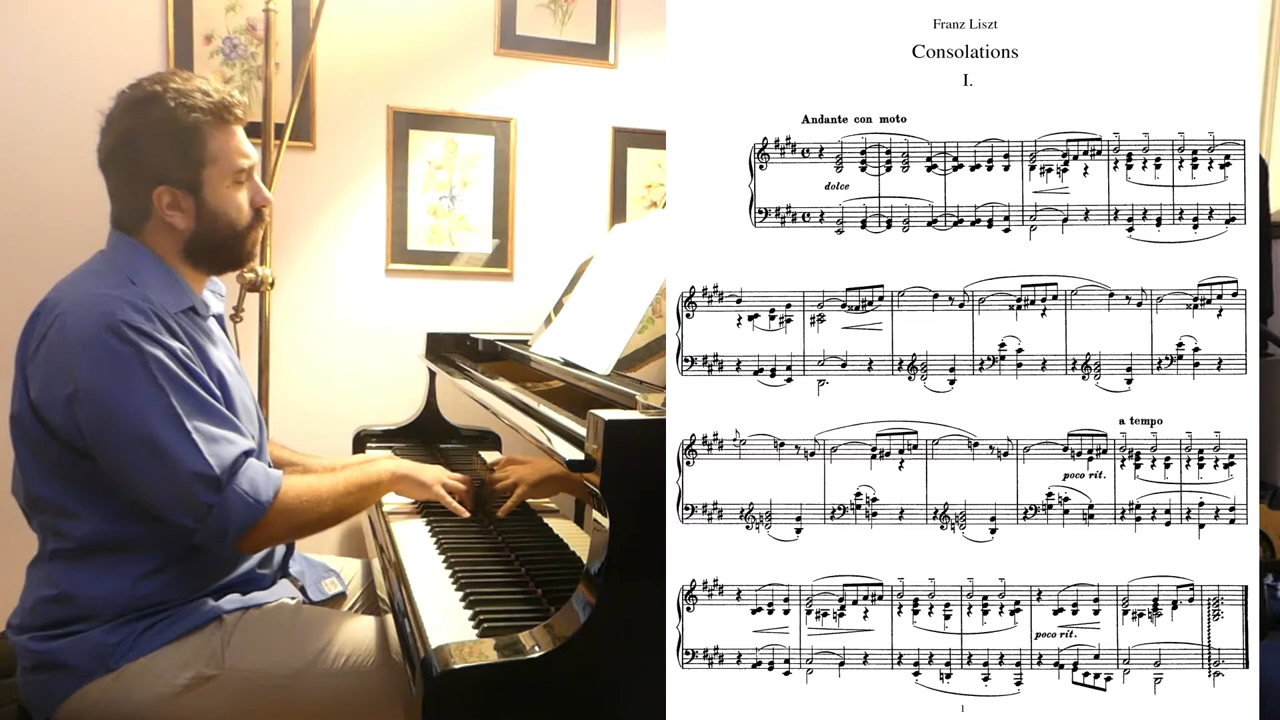 Franz Liszt
Consolations
I.
Andante con moto
dolce
a tempo
poco rit.
poco rit.
1